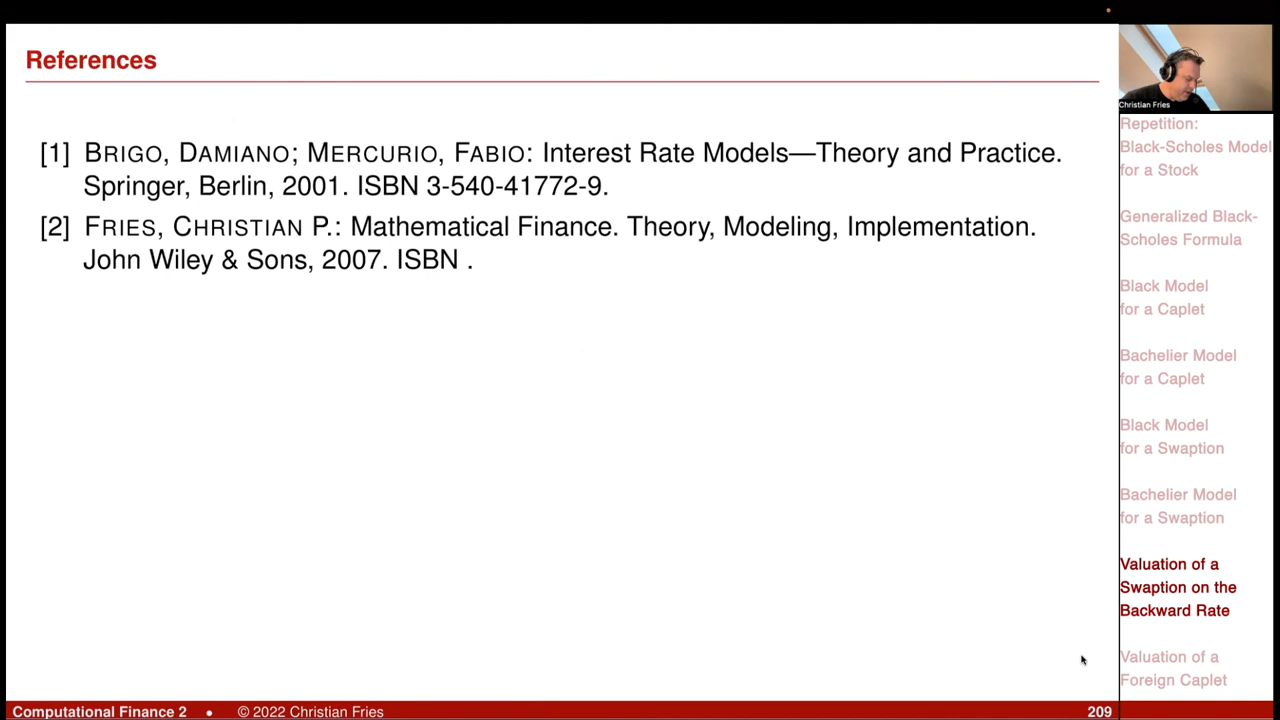 References
[1] BRIGO, DAMIANO; MERCURIO, FABIO: Interest Rate Models—Theory and Practice.
Springer, Berlin, 2001. ISBN 3-540-41772-9.
[2] FRIES, CHRISTIAN P.: Mathematical Finance. Theory, Modeling, Implementation.
John Wiley & Sons, 2007. ISBN .
Christian Fries
Repetition:
Black-Scholes Model
for a Stock
Generalized Black-
Scholes Formula
Black Model
for a Caplet
Bachelier Model
for a Caplet
Black Model
for a Swaption
Bachelier Model
for a Swaption
Valuation of a
Swaption on the
Backward Rate
Valuation of a
Foreign Caplet
Computational Finance 2 • © 2022 Christian Fries 209